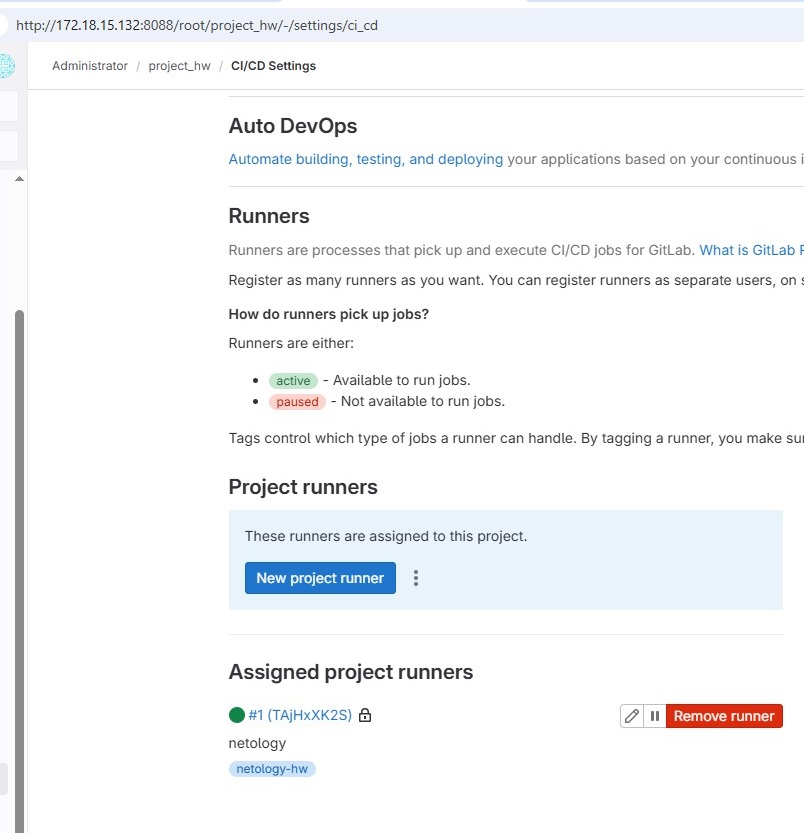 http://172.18.15.132:8088/root/project_hw/-/settings/ci_cd
Administrator / project_hw / CI/CD Settings
Auto DevOps
Automate building, testing, and deploying your applications based on your continuous
Runners
Runners are processes that pick up and execute CI/CD jobs for GitLab. What is GitLab
Register as many runners as you want. You can register runners as separate users, on
How do runners pick up jobs?
Runners are either:
• active - Available to run jobs.
• paused - Not available to run jobs.
Tags control which type of jobs a runner can handle. By tagging a runner, you make
Project runners
These runners are assigned to this project.
New project runner
Assigned project runners
#1 (TAjHxXK2S)
Remove runner
netology
netology-hw